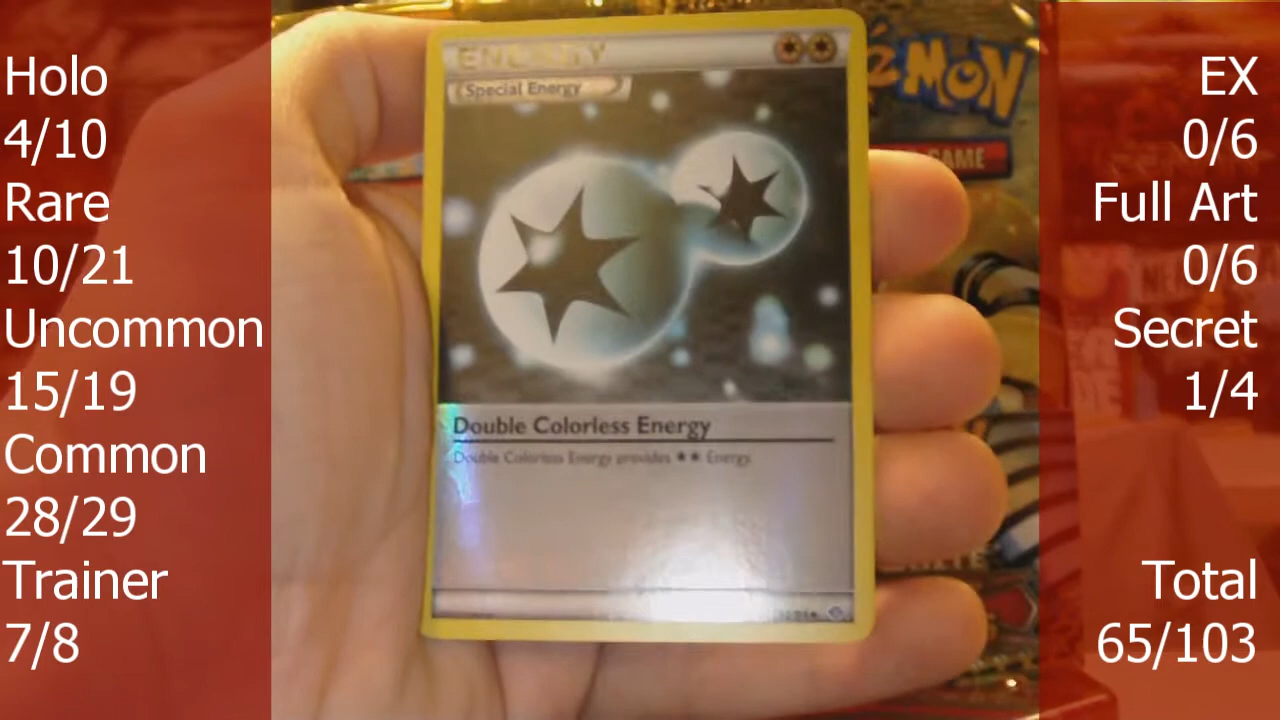 Holo
4/10
Rare
10/21
Uncommon
15/19
Common
28/29
Trainer
7/8
ENERGY
Special Energy
Double Colorless Energy
Double Colorless Energy provides ★★ Energy.
éMON
GAME
EX
0/6
Full Art
0/6
Secret
1/4
Total
65/103